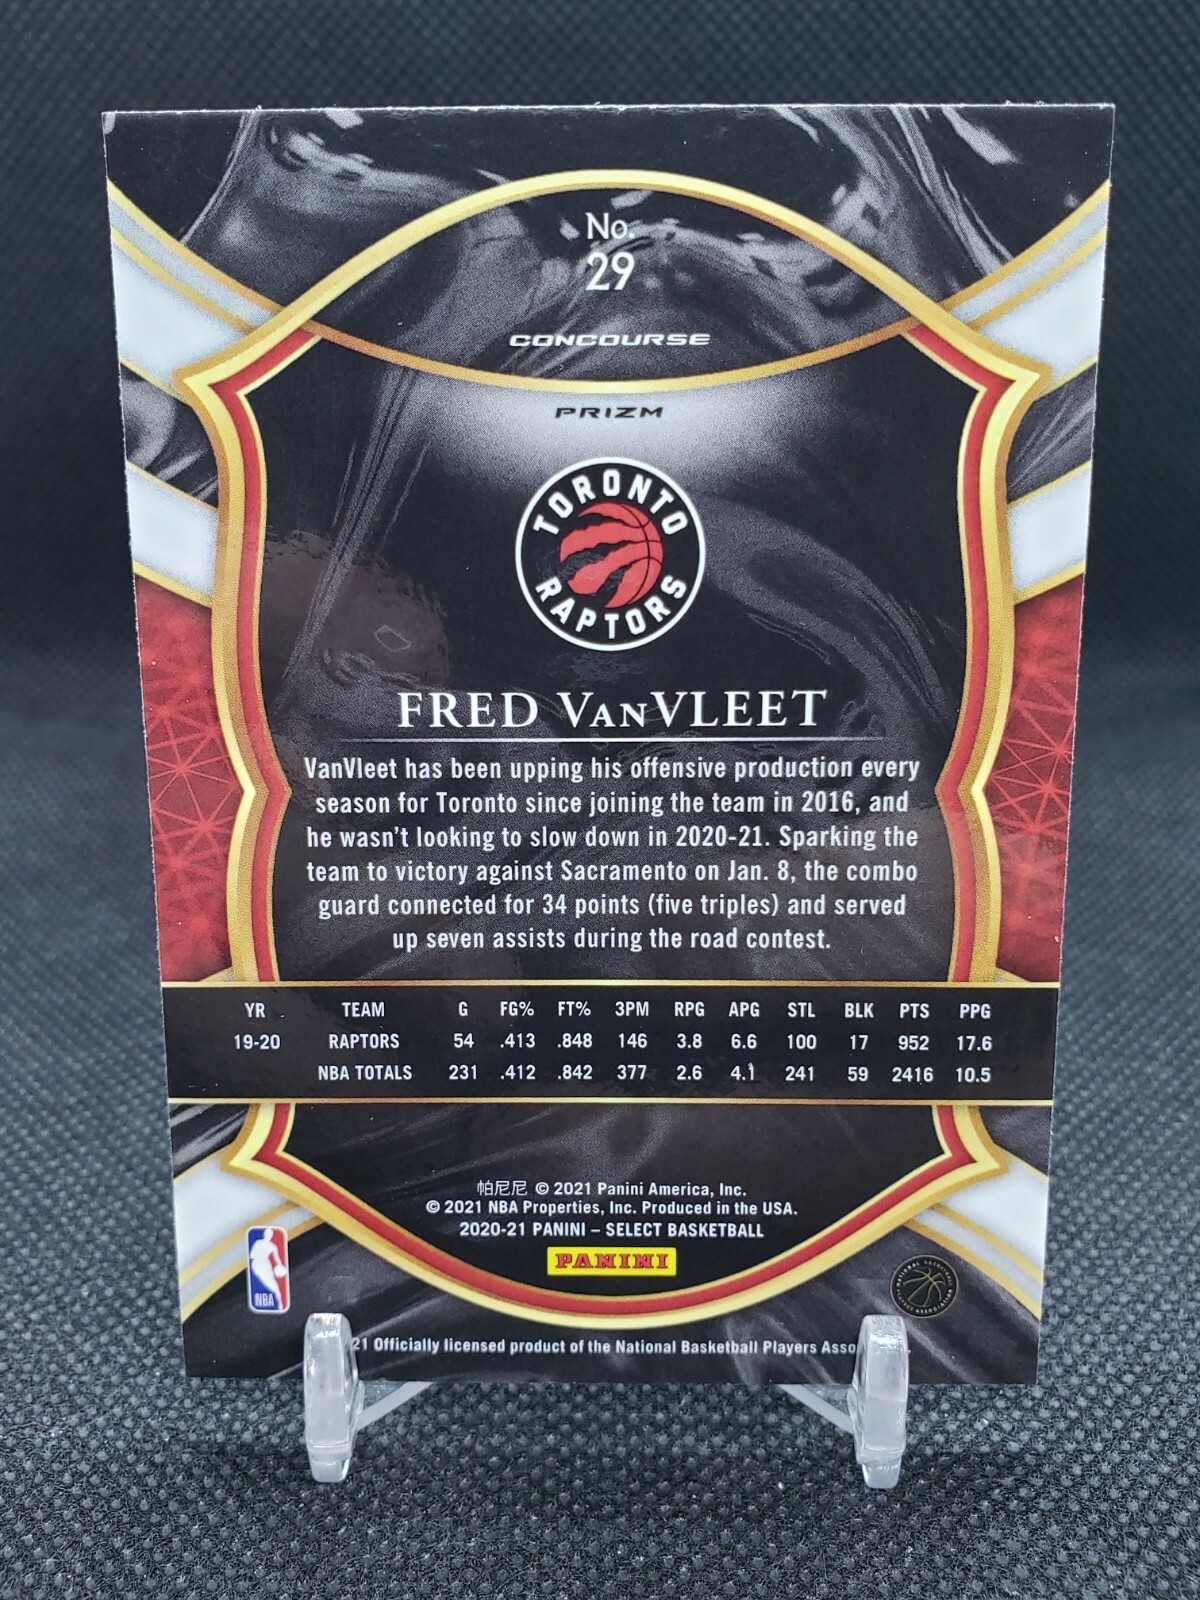 No.
29
CONCOURSE
PRIZM
TORONTO
RAPTORS
FRED VanVLEET
VanVleet has been upping his offensive production every
season for Toronto since joining the team in 2016, and
he wasn't looking to slow down in 2020-21. Sparking the
team to victory against Sacramento on Jan. 8, the combo
guard connected for 34 points (five triples) and served
up seven assists during the road contest.
YR TEAM G FG% FT% 3PM RPG APG STL BLK PTS PPG
19-20 RAPTORS 54 .413 .848 146 3.8 6.6 100 17 952 17.6
NBA TOTALS 231 .412 .842 377 2.6 4.1 241 59 2416 10.5
帕尼尼 © 2021 Panini America, Inc.
© 2021 NBA Properties, Inc. Produced in the USA.
2020-21 PANINI – SELECT BASKETBALL
PANINI
NBA
NATIONAL BASKETBALL
PLAYERS ASSOCIATION
21 Officially licensed product of the National Basketball Players Asso